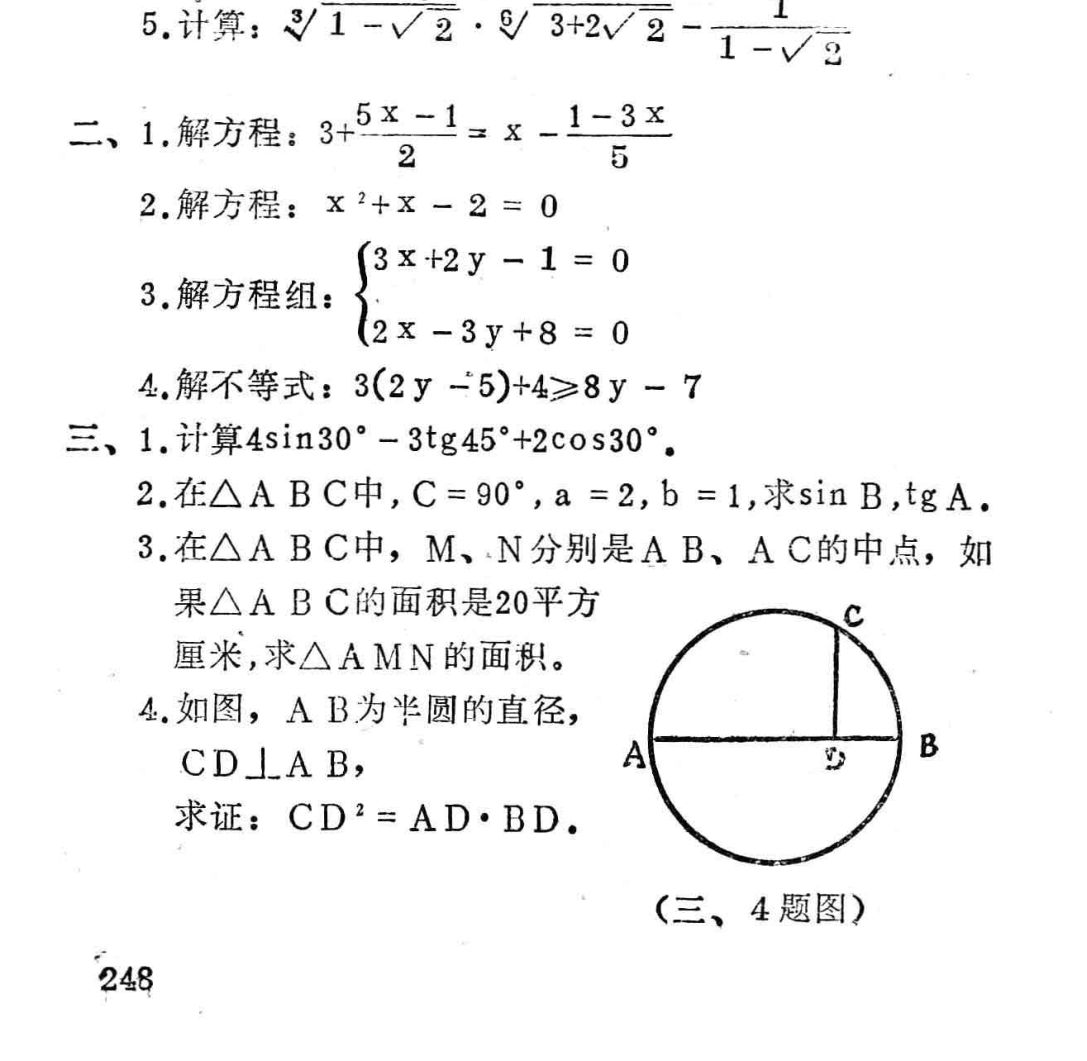 5.计算：∛(1-√2)·⁶√(3+2√2)-1/(1-√2)
二、1.解方程：3+(5x-1)/2=x-(1-3x)/5
2.解方程：x²+x-2=0
3.解方程组：{3x+2y-1=0
2x-3y+8=0
4.解不等式：3(2y-5)+4≥8y-7
三、1.计算4sin30°-3tg45°+2cos30°.
2.在△ABC中,C=90°,a=2,b=1,求sinB,tgA.
3.在△ABC中，M、N分别是AB、AC的中点，如
果△ABC的面积是20平方
厘米,求△AMN的面积。
4.如图，AB为半圆的直径，
CD⊥AB，
求证：CD²=AD·BD.
C
A
D
B
（三、4题图）
248